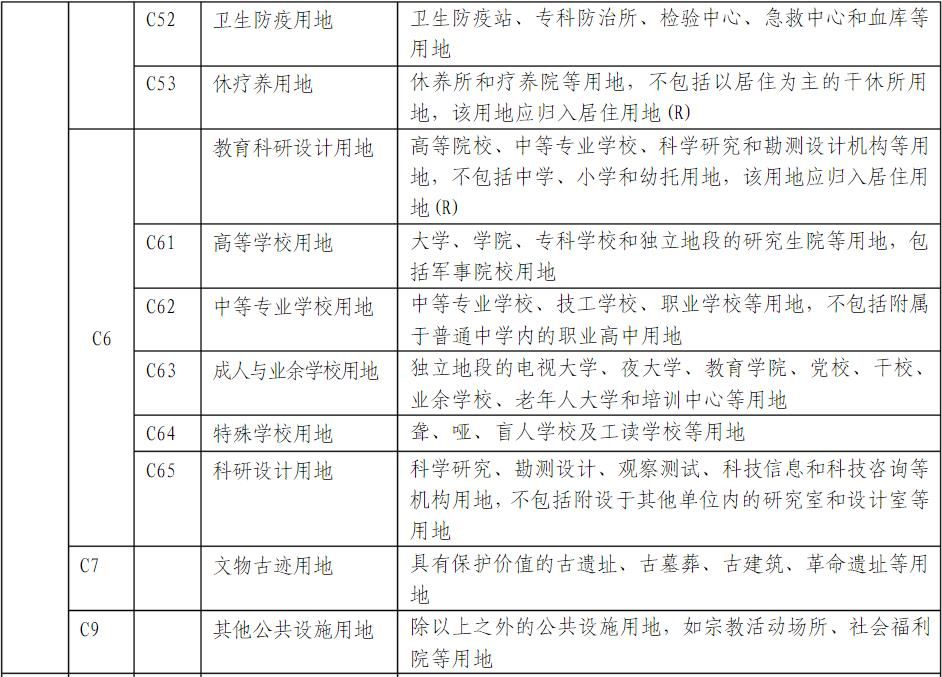 C52 卫生防疫用地 卫生防疫站、专科防治所、检验中心、急救中心和血库等
用地
C53 休疗养用地 休养所和疗养院等用地，不包括以居住为主的干休所用
地，该用地应归入居住用地(R)
教育科研设计用地 高等院校、中等专业学校、科学研究和勘测设计机构等用
地，不包括中学、小学和幼托用地，该用地应归入居住用
地(R)
C61 高等学校用地 大学、学院、专科学校和独立地段的研究生院等用地，包
括军事院校用地
C62 中等专业学校用地 中等专业学校、技工学校、职业学校等用地，不包括附属
于普通中学内的职业高中用地
C6
C63 成人与业余学校用地 独立地段的电视大学、夜大学、教育学院、党校、干校、
业余学校、老年人大学和培训中心等用地
C64 特殊学校用地 聋、哑、盲人学校及工读学校等用地
C65 科研设计用地 科学研究、勘测设计、观察测试、科技信息和科技咨询等
机构用地，不包括附设于其他单位内的研究室和设计室等
用地
C7 文物古迹用地 具有保护价值的古遗址、古墓葬、古建筑、革命遗址等用
地
C9 其他公共设施用地 除以上之外的公共设施用地，如宗教活动场所、社会福利
院等用地